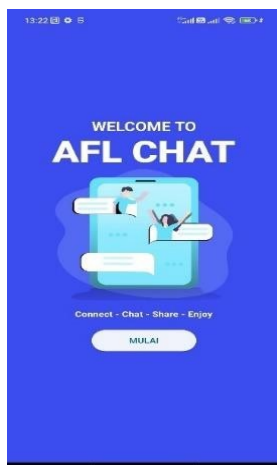 13:22
WELCOME TO
AFL CHAT
Connect - Chat - Share - Enjoy
MULAI